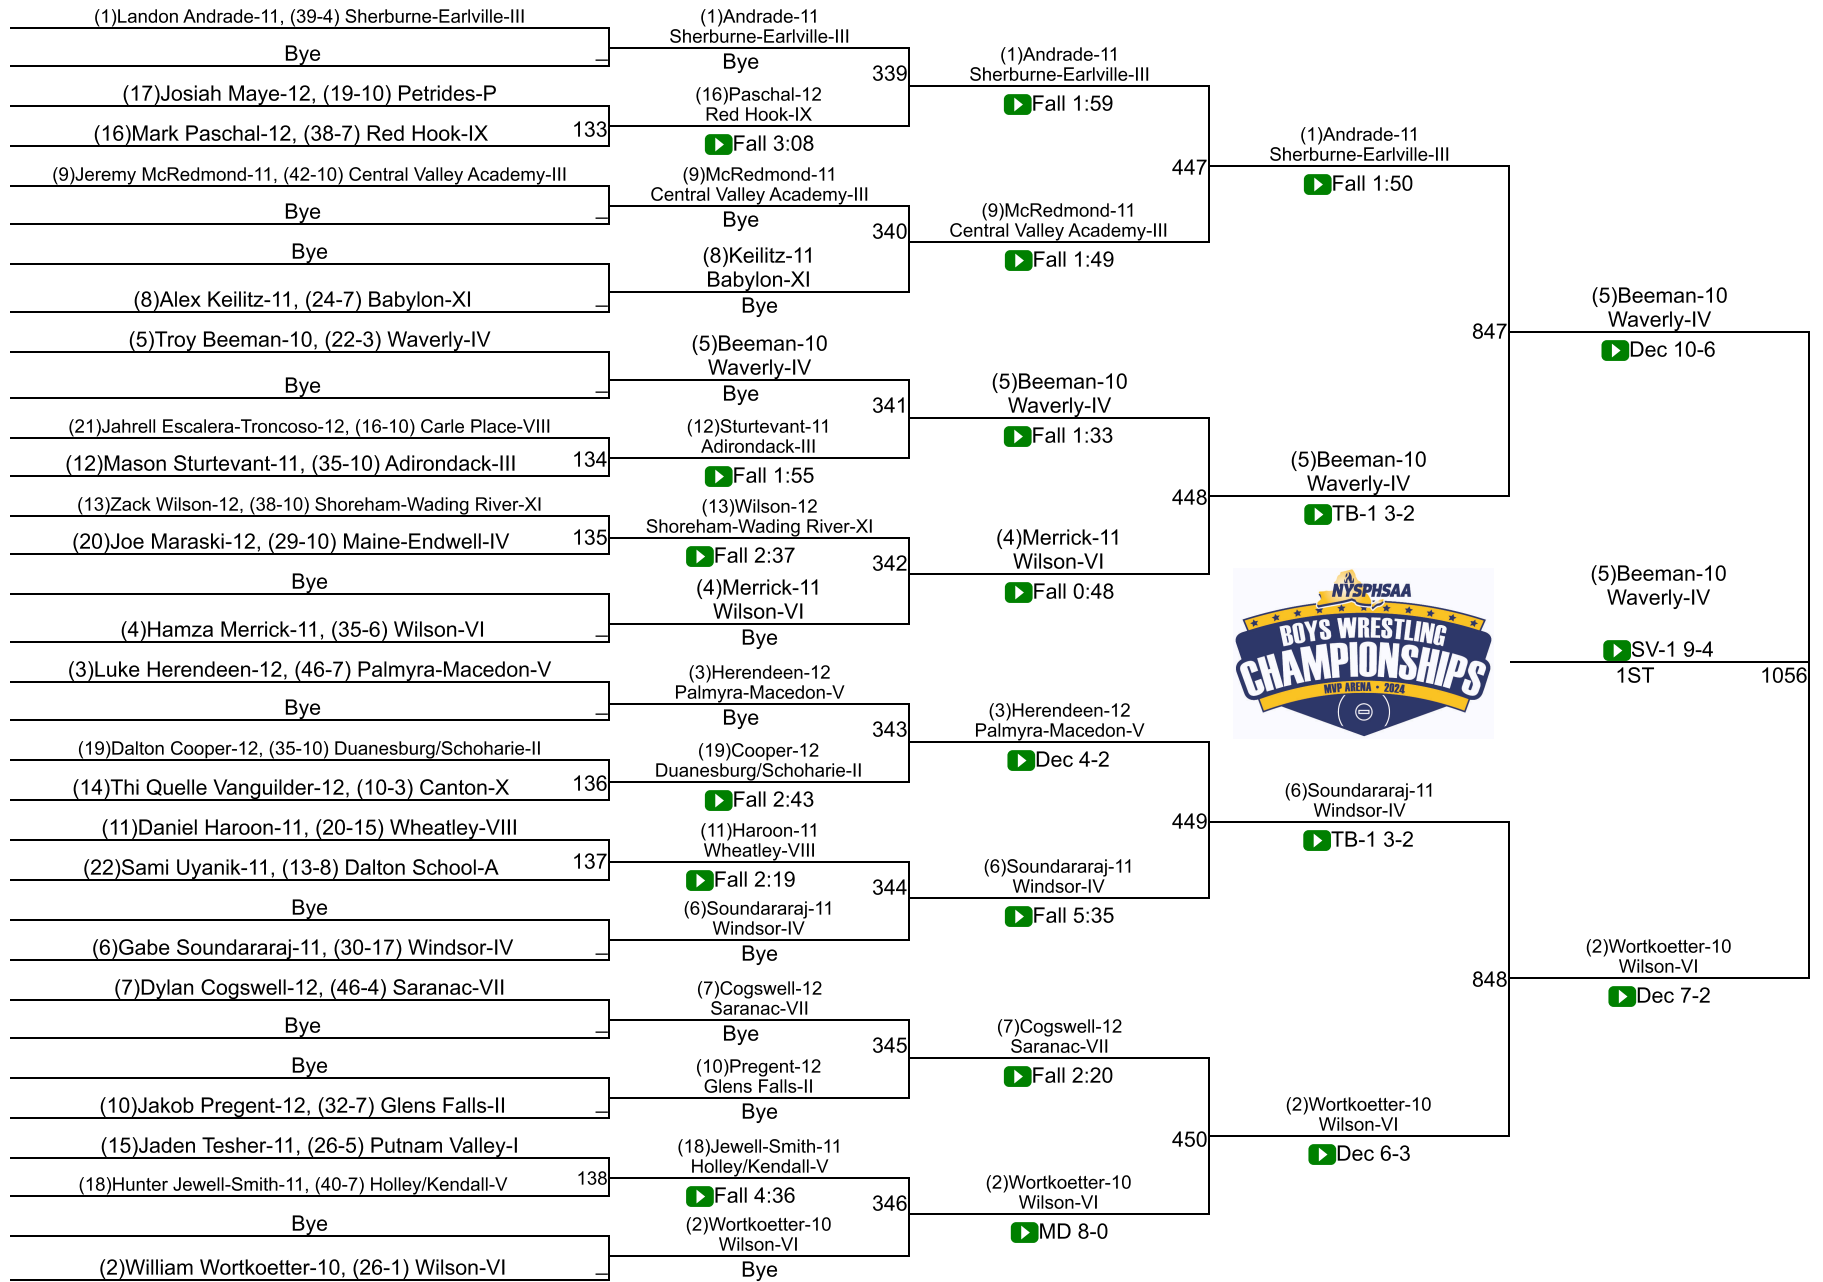 (1)Landon Andrade-11, (39-4) Sherburne-Earlville-III
Bye
(17)Josiah Maye-12, (19-10) Petrides-P
(16)Mark Paschal-12, (38-7) Red Hook-IX
133
(9)Jeremy McRedmond-11, (42-10) Central Valley Academy-III
Bye
Bye
(8)Alex Keilitz-11, (24-7) Babylon-XI
(5)Troy Beeman-10, (22-3) Waverly-IV
Bye
(21)Jahrell Escalera-Troncoso-12, (16-10) Carle Place-VIII
(12)Mason Sturtevant-11, (35-10) Adirondack-III
134
(13)Zack Wilson-12, (38-10) Shoreham-Wading River-XI
(20)Joe Maraski-12, (29-10) Maine-Endwell-IV
135
Bye
(4)Hamza Merrick-11, (35-6) Wilson-VI
(3)Luke Herendeen-12, (46-7) Palmyra-Macedon-V
Bye
(19)Dalton Cooper-12, (35-10) Duanesburg/Schoharie-II
(14)Thi Quelle Vanguilder-12, (10-3) Canton-X
136
(11)Daniel Haroon-11, (20-15) Wheatley-VIII
(22)Sami Uyanik-11, (13-8) Dalton School-A
137
Bye
(6)Gabe Soundararaj-11, (30-17) Windsor-IV
(7)Dylan Cogswell-12, (46-4) Saranac-VII
Bye
Bye
(10)Jakob Pregent-12, (32-7) Glens Falls-II
(15)Jaden Tesher-11, (26-5) Putnam Valley-I
(18)Hunter Jewell-Smith-11, (40-7) Holley/Kendall-V
138
Bye
(2)William Wortkoetter-10, (26-1) Wilson-VI
(1)Andrade-11
Sherburne-Earlville-III
Bye
339
(16)Paschal-12
Red Hook-IX
Fall 3:08
(9)McRedmond-11
Central Valley Academy-III
Bye
340
(8)Keilitz-11
Babylon-XI
Bye
(5)Beeman-10
Waverly-IV
Bye
341
(12)Sturtevant-11
Adirondack-III
Fall 1:55
(13)Wilson-12
Shoreham-Wading River-XI
Fall 2:37
342
(4)Merrick-11
Wilson-VI
Bye
(3)Herendeen-12
Palmyra-Macedon-V
Bye
343
(19)Cooper-12
Duanesburg/Schoharie-II
Fall 2:43
(11)Haroon-11
Wheatley-VIII
Fall 2:19
344
(6)Soundararaj-11
Windsor-IV
Bye
(7)Cogswell-12
Saranac-VII
Bye
345
(10)Pregent-12
Glens Falls-II
Bye
(18)Jewell-Smith-11
Holley/Kendall-V
Fall 4:36
346
(2)Wortkoetter-10
Wilson-VI
Bye
(1)Andrade-11
Sherburne-Earlville-III
Fall 1:59
447
(9)McRedmond-11
Central Valley Academy-III
Fall 1:49
(5)Beeman-10
Waverly-IV
Fall 1:33
448
(4)Merrick-11
Wilson-VI
Fall 0:48
(3)Herendeen-12
Palmyra-Macedon-V
Dec 4-2
449
(6)Soundararaj-11
Windsor-IV
Fall 5:35
(7)Cogswell-12
Saranac-VII
Fall 2:20
450
(2)Wortkoetter-10
Wilson-VI
MD 8-0
(1)Andrade-11
Sherburne-Earlville-III
Fall 1:50
847
(5)Beeman-10
Waverly-IV
TB-1 3-2
NYSPHSAA
BOYS WRESTLING
CHAMPIONSHIPS
MVP ARENA • 2024
(6)Soundararaj-11
Windsor-IV
TB-1 3-2
848
(2)Wortkoetter-10
Wilson-VI
Dec 6-3
(5)Beeman-10
Waverly-IV
Dec 10-6
(5)Beeman-10
Waverly-IV
SV-1 9-4
1ST
1056
(2)Wortkoetter-10
Wilson-VI
Dec 7-2